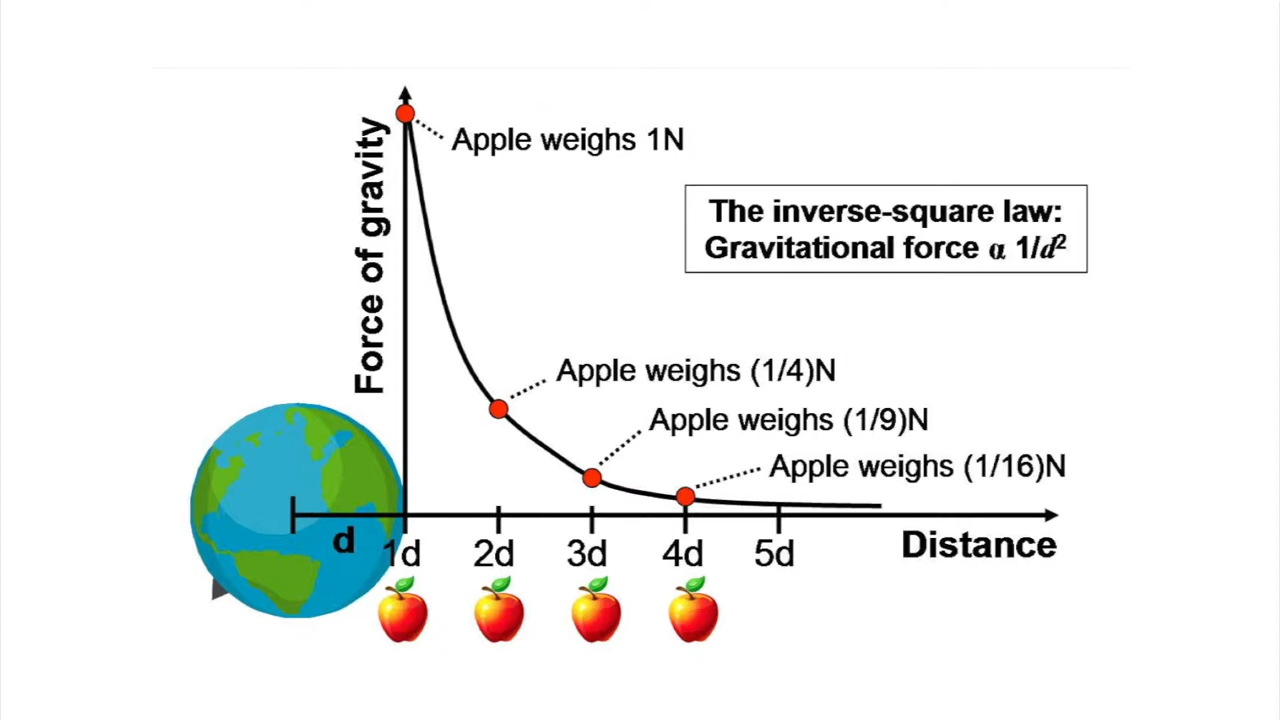 Force of gravity
Apple weighs 1N
The inverse-square law:
Gravitational force α 1/d²
Apple weighs (1/4)N
Apple weighs (1/9)N
Apple weighs (1/16)N
d
1d 2d 3d 4d 5d
Distance